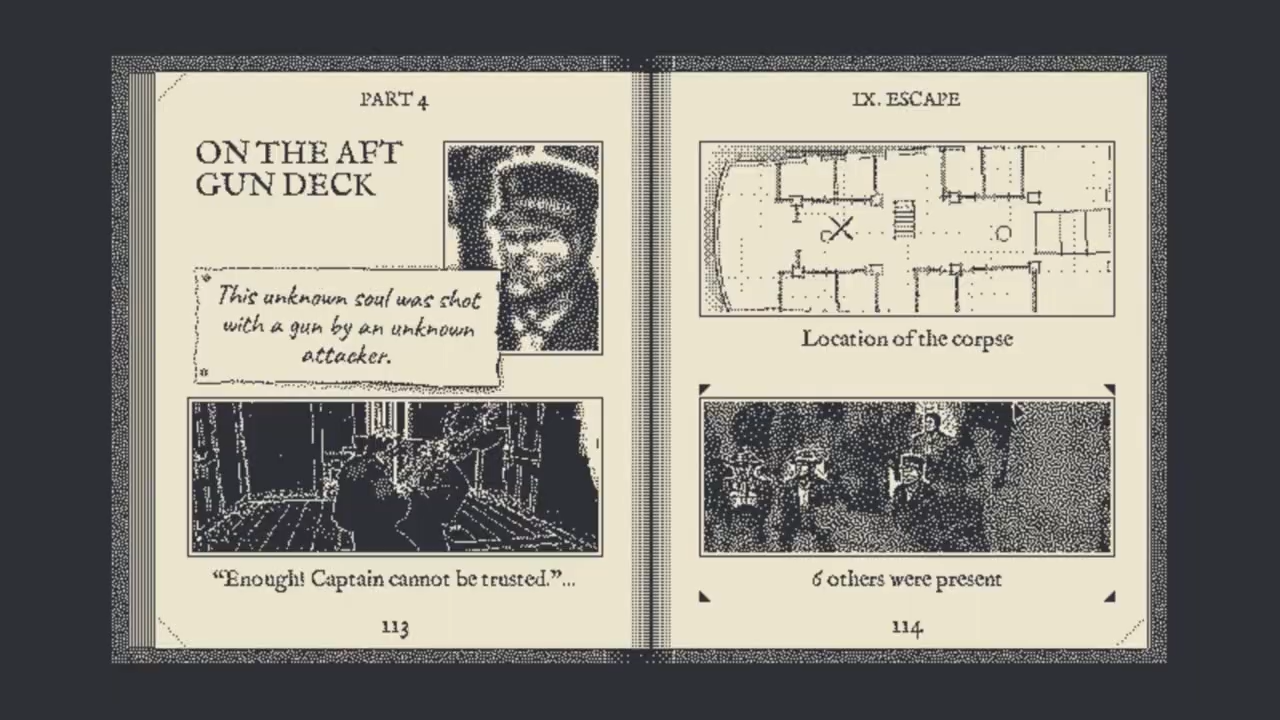 PART 4
ON THE AFT
GUN DECK
This unknown soul was shot
with a gun by an unknown
attacker.
“Enough! Captain cannot be trusted.”...
113
IX. ESCAPE
Location of the corpse
6 others were present
114